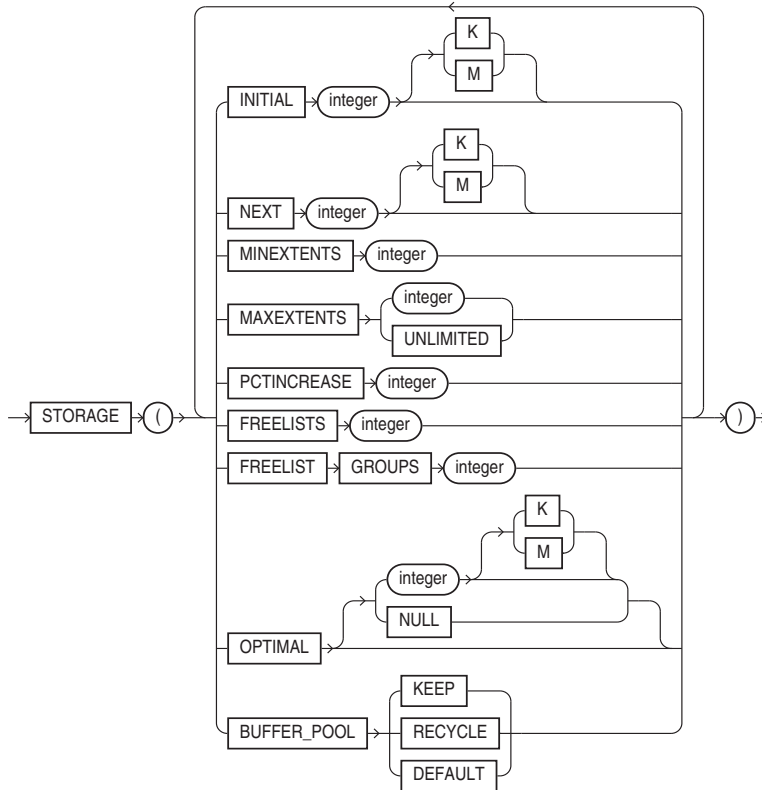 K
M
INITIAL integer
K
M
NEXT integer
MINEXTENTS integer
integer
MAXEXTENTS
UNLIMITED
PCTINCREASE integer
STORAGE ( )
FREELISTS integer
FREELIST GROUPS integer
K
M
integer
NULL
OPTIMAL
KEEP
BUFFER_POOL RECYCLE
DEFAULT